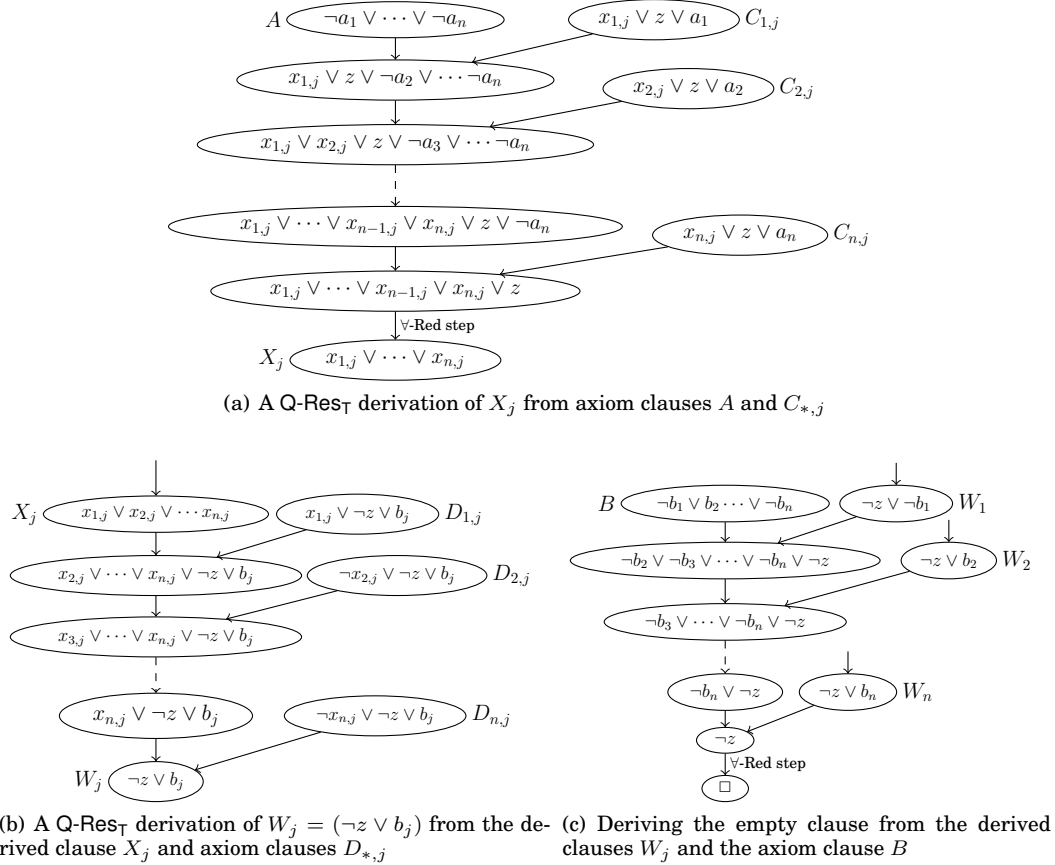 A ¬a₁ ∨ ⋯ ∨ ¬aₙ x₁,ⱼ ∨ z ∨ a₁ C₁,ⱼ
x₁,ⱼ ∨ z ∨ ¬a₂ ∨ ⋯ ¬aₙ x₂,ⱼ ∨ z ∨ a₂ C₂,ⱼ
x₁,ⱼ ∨ x₂,ⱼ ∨ z ∨ ¬a₃ ∨ ⋯ ¬aₙ
x₁,ⱼ ∨ ⋯ ∨ xₙ₋₁,ⱼ ∨ xₙ,ⱼ ∨ z ∨ ¬aₙ xₙ,ⱼ ∨ z ∨ aₙ Cₙ,ⱼ
x₁,ⱼ ∨ ⋯ ∨ xₙ₋₁,ⱼ ∨ xₙ,ⱼ ∨ z
∀-Red step
Xⱼ x₁,ⱼ ∨ ⋯ ∨ xₙ,ⱼ
(a) A Q-Res_T derivation of Xⱼ from axiom clauses A and C∗,ⱼ
Xⱼ x₁,ⱼ ∨ x₂,ⱼ ∨ ⋯ xₙ,ⱼ x₁,ⱼ ∨ ¬z ∨ bⱼ D₁,ⱼ
x₂,ⱼ ∨ ⋯ ∨ xₙ,ⱼ ∨ ¬z ∨ bⱼ ¬x₂,ⱼ ∨ ¬z ∨ bⱼ D₂,ⱼ
x₃,ⱼ ∨ ⋯ ∨ xₙ,ⱼ ∨ ¬z ∨ bⱼ
xₙ,ⱼ ∨ ¬z ∨ bⱼ ¬xₙ,ⱼ ∨ ¬z ∨ bⱼ Dₙ,ⱼ
Wⱼ ¬z ∨ bⱼ
(b) A Q-Res_T derivation of Wⱼ = (¬z ∨ bⱼ) from the de-
rived clause Xⱼ and axiom clauses D∗,ⱼ
B ¬b₁ ∨ b₂ ⋯ ∨ ¬bₙ ¬z ∨ ¬b₁ W₁
¬b₂ ∨ ¬b₃ ∨ ⋯ ∨ ¬bₙ ∨ ¬z ¬z ∨ b₂ W₂
¬b₃ ∨ ⋯ ∨ ¬bₙ ∨ ¬z
¬bₙ ∨ ¬z ¬z ∨ bₙ Wₙ
¬z
∀-Red step
□
(c) Deriving the empty clause from the derived
clauses Wⱼ and the axiom clause B